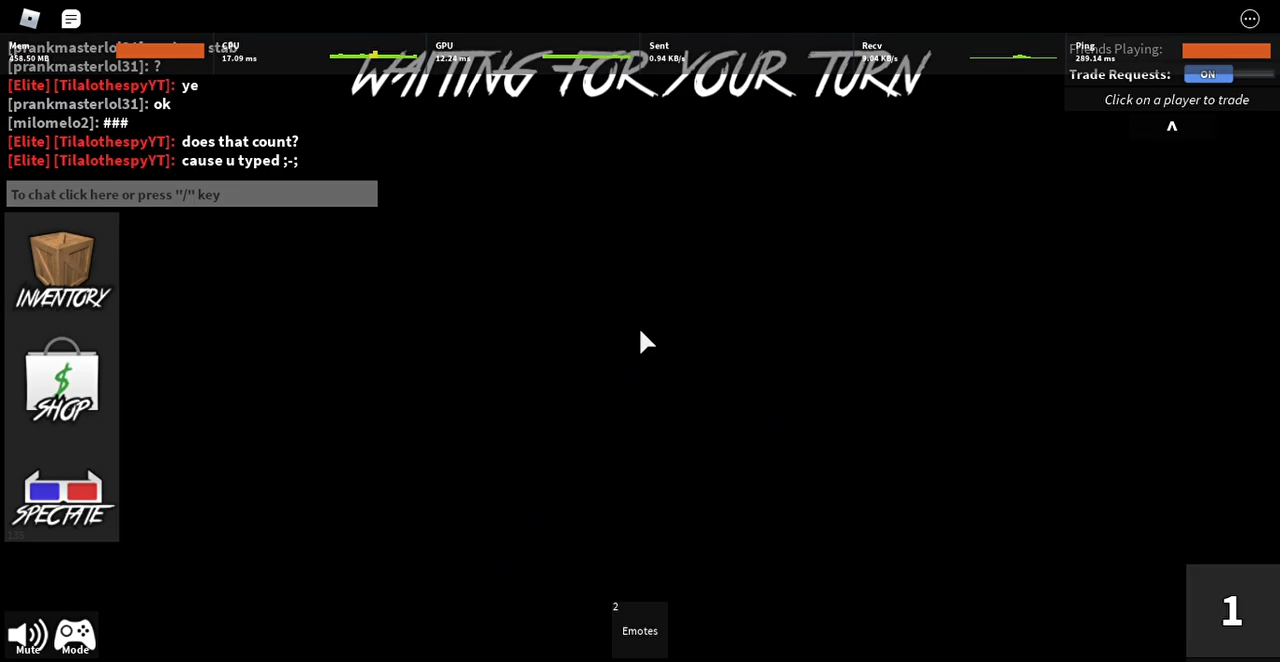 Mem
458.50 MB
CPU
17.09 ms
GPU
12.24 ms
Sent
0.94 KB/s
Recv
9.04 KB/s
Ping
289.14 ms
stab
[prankmasterlol31]: ?
[Elite] [TilalothespyYT]: ye
[prankmasterlol31]: ok
[milomelo2]: ###
[Elite] [TilalothespyYT]: does that count?
[Elite] [TilalothespyYT]: cause u typed ;-;
To chat click here or press "/" key
WAITING FOR YOUR TURN
Friends Playing:
Trade Requests: ON
Click on a player to trade
^
INVENTORY
$
SHOP
SPECTATE
135
Mute
Mode
2
Emotes
1